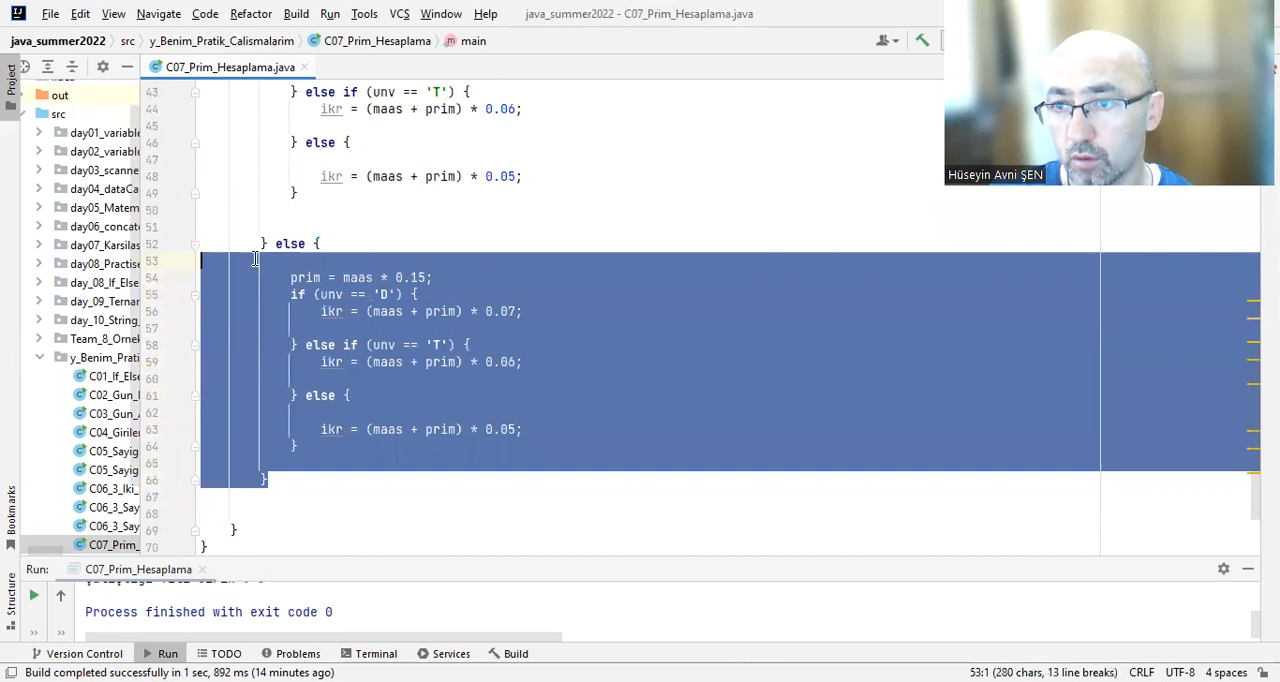 File Edit View Navigate Code Refactor Build Run Tools VCS Window Help java_summer2022 - C07_Prim_Hesaplama.java
java_summer2022 src y_Benim_Pratik_Calismalarim C07_Prim_Hesaplama main
Project
C07_Prim_Hesaplama.java
out
src
day01_variable
day02_variab
day03_scanne
day04_dataCa
day05_Matem
day06_concate
day07_Karsilas
day08_Practise
day_08_If_Else
day_09_Ternar
day_10_String_
Team_8_Ornek
y_Benim_Prati
C01_If_Else
C02_Gun_
C03_Gun_
C04_Girilen
C05_Sayig
C05_Sayig
C06_3_Iki_
C06_3_Say
C06_3_Say
C07_Prim_
43 } else if (unv == 'T') {
44 ikr = (maas + prim) * 0.06;
45
46 } else {
47
48 ikr = (maas + prim) * 0.05;
49 }
50
51
52 } else {
53
54 prim = maas * 0.15;
55 if (unv == 'D') {
56 ikr = (maas + prim) * 0.07;
57
58 } else if (unv == 'T') {
59 ikr = (maas + prim) * 0.06;
60
61 } else {
62
63 ikr = (maas + prim) * 0.05;
64 }
65
66 }
67
68
69 }
70 }
Hüseyin Avni ŞEN
Bookmarks
Structure
Run: C07_Prim_Hesaplama
Process finished with exit code 0
Version Control Run TODO Problems Terminal Services Build
Build completed successfully in 1 sec, 892 ms (14 minutes ago) 53:1 (280 chars, 13 line breaks) CRLF UTF-8 4 spaces